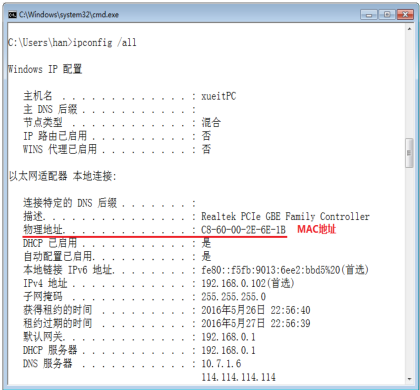 C:\Windows\system32\cmd.exe
C:\Users\han>ipconfig /all
Windows IP 配置
主机名 . . . . . . . . . . . . . : xueitPC
主 DNS 后缀 . . . . . . . . . . . :
节点类型 . . . . . . . . . . . . : 混合
IP 路由已启用 . . . . . . . . . . : 否
WINS 代理已启用 . . . . . . . . . : 否
以太网适配器 本地连接:
连接特定的 DNS 后缀 . . . . . . . :
描述. . . . . . . . . . . . . . . : Realtek PCIe GBE Family Controller
物理地址. . . . . . . . . . . . . : C8-60-00-2E-6E-1B MAC地址
DHCP 已启用 . . . . . . . . . . . : 是
自动配置已启用. . . . . . . . . . : 是
本地链接 IPv6 地址. . . . . . . . : fe80::f5fb:9013:6ee2:bbd5%20(首选)
IPv4 地址 . . . . . . . . . . . . : 192.168.0.102(首选)
子网掩码 . . . . . . . . . . . . : 255.255.255.0
获得租约的时间 . . . . . . . . . : 2016年5月26日 22:56:40
租约过期的时间 . . . . . . . . . : 2016年5月27日 22:56:39
默认网关. . . . . . . . . . . . . : 192.168.0.1
DHCP 服务器 . . . . . . . . . . . : 192.168.0.1
DNS 服务器 . . . . . . . . . . . : 10.7.1.6
114.114.114.114